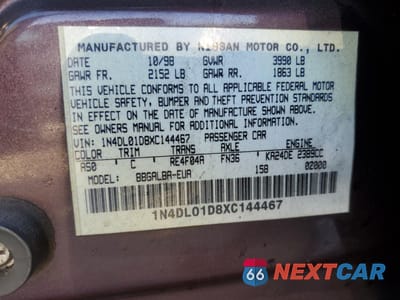 MANUFACTURED BY NISSAN MOTOR CO., LTD.
DATE 10/98 GVWR 3990 LB
GAWR FR. 2152 LB GAWR RR. 1863 LB
THIS VEHICLE CONFORMS TO ALL APPLICABLE FEDERAL MOTOR
VEHICLE SAFETY, BUMPER AND THEFT PREVENTION STANDARDS
IN EFFECT ON THE DATE OF MANUFACTURE SHOWN ABOVE.
SEE OWNERS MANUAL FOR ADDITIONAL INFORMATION.
VIN: 1N4DL01D8XC144467 PASSENGER CAR
COLOR TRIM TRANS AXLE ENGINE
AS0 C RE4F04A FN36 KA24DE 2389CC
BBGALBA-EUA 158 02000
1N4DL01D8XC144467
66 NEXTCAR